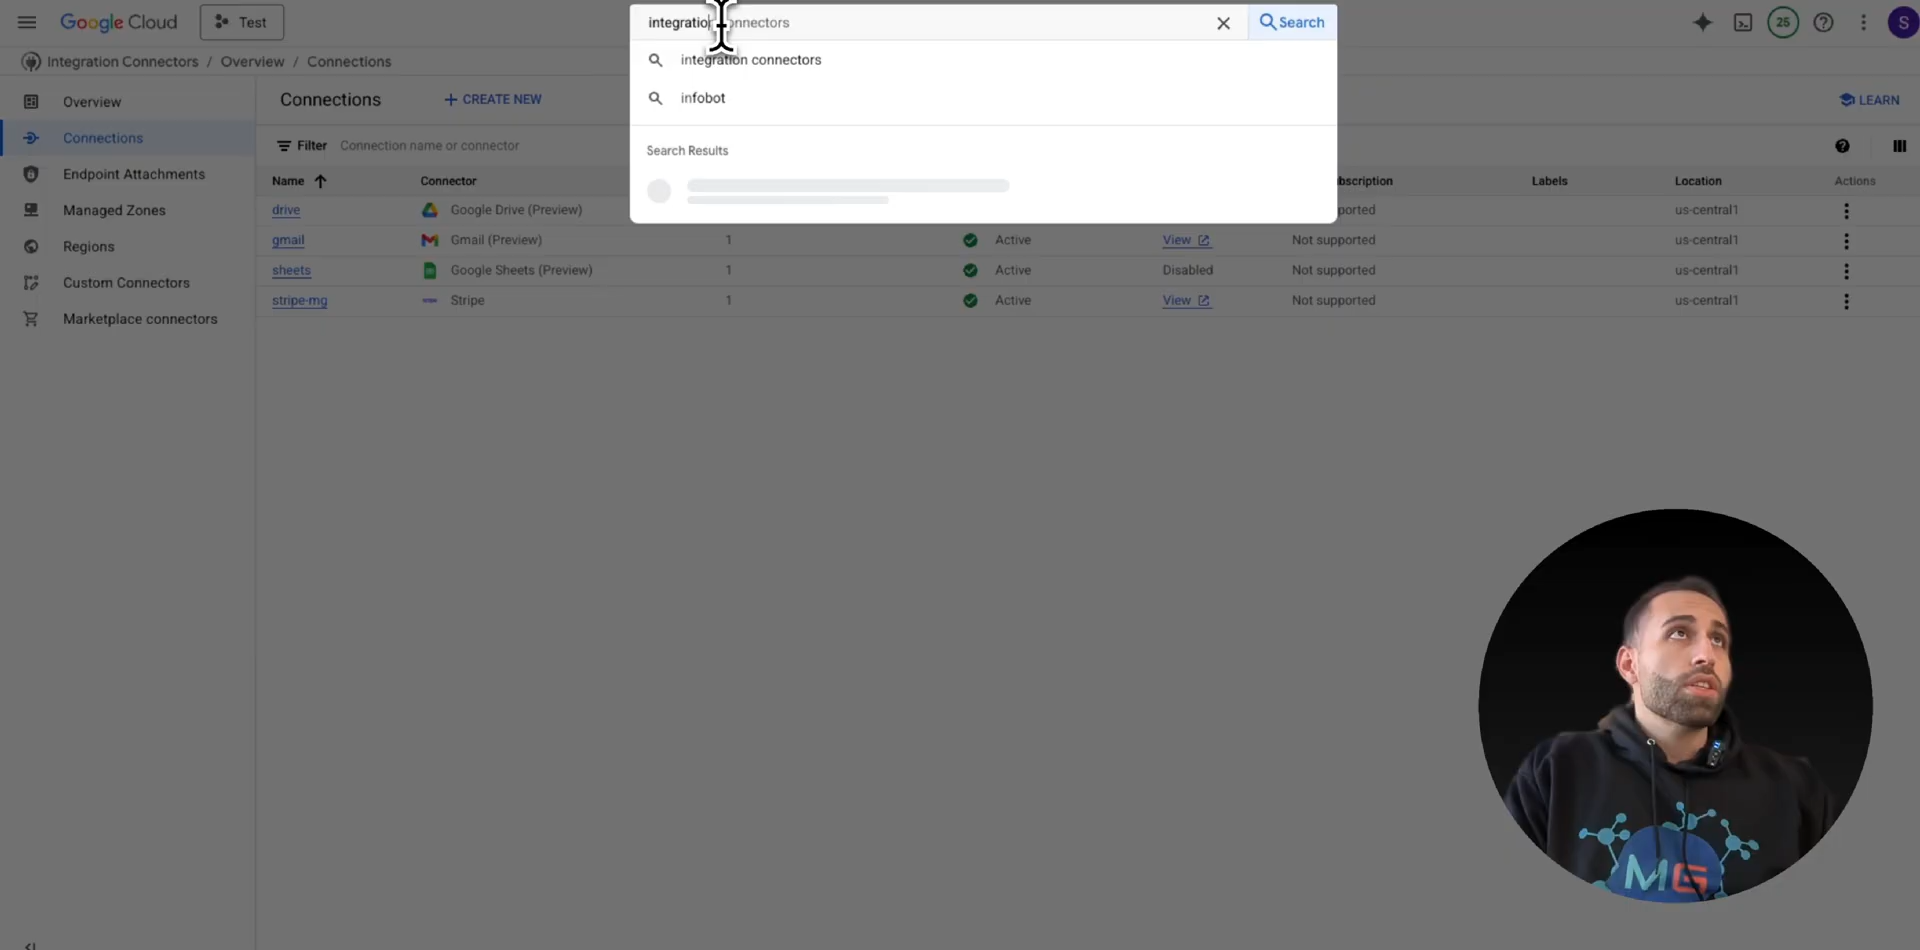 Google Cloud
Test
integration connectors
Search
25
S
integration connectors
infobot
Search Results
Integration Connectors / Overview / Connections
Overview
Connections
Endpoint Attachments
Managed Zones
Regions
Custom Connectors
Marketplace connectors
Connections
CREATE NEW
LEARN
Filter Connection name or connector
Name Connector bscription Labels Location Actions
drive Google Drive (Preview) ported us-central1
gmail Gmail (Preview) 1 Active View Not supported us-central1
sheets Google Sheets (Preview) 1 Active Disabled Not supported us-central1
stripe-mg Stripe 1 Active View Not supported us-central1
MG